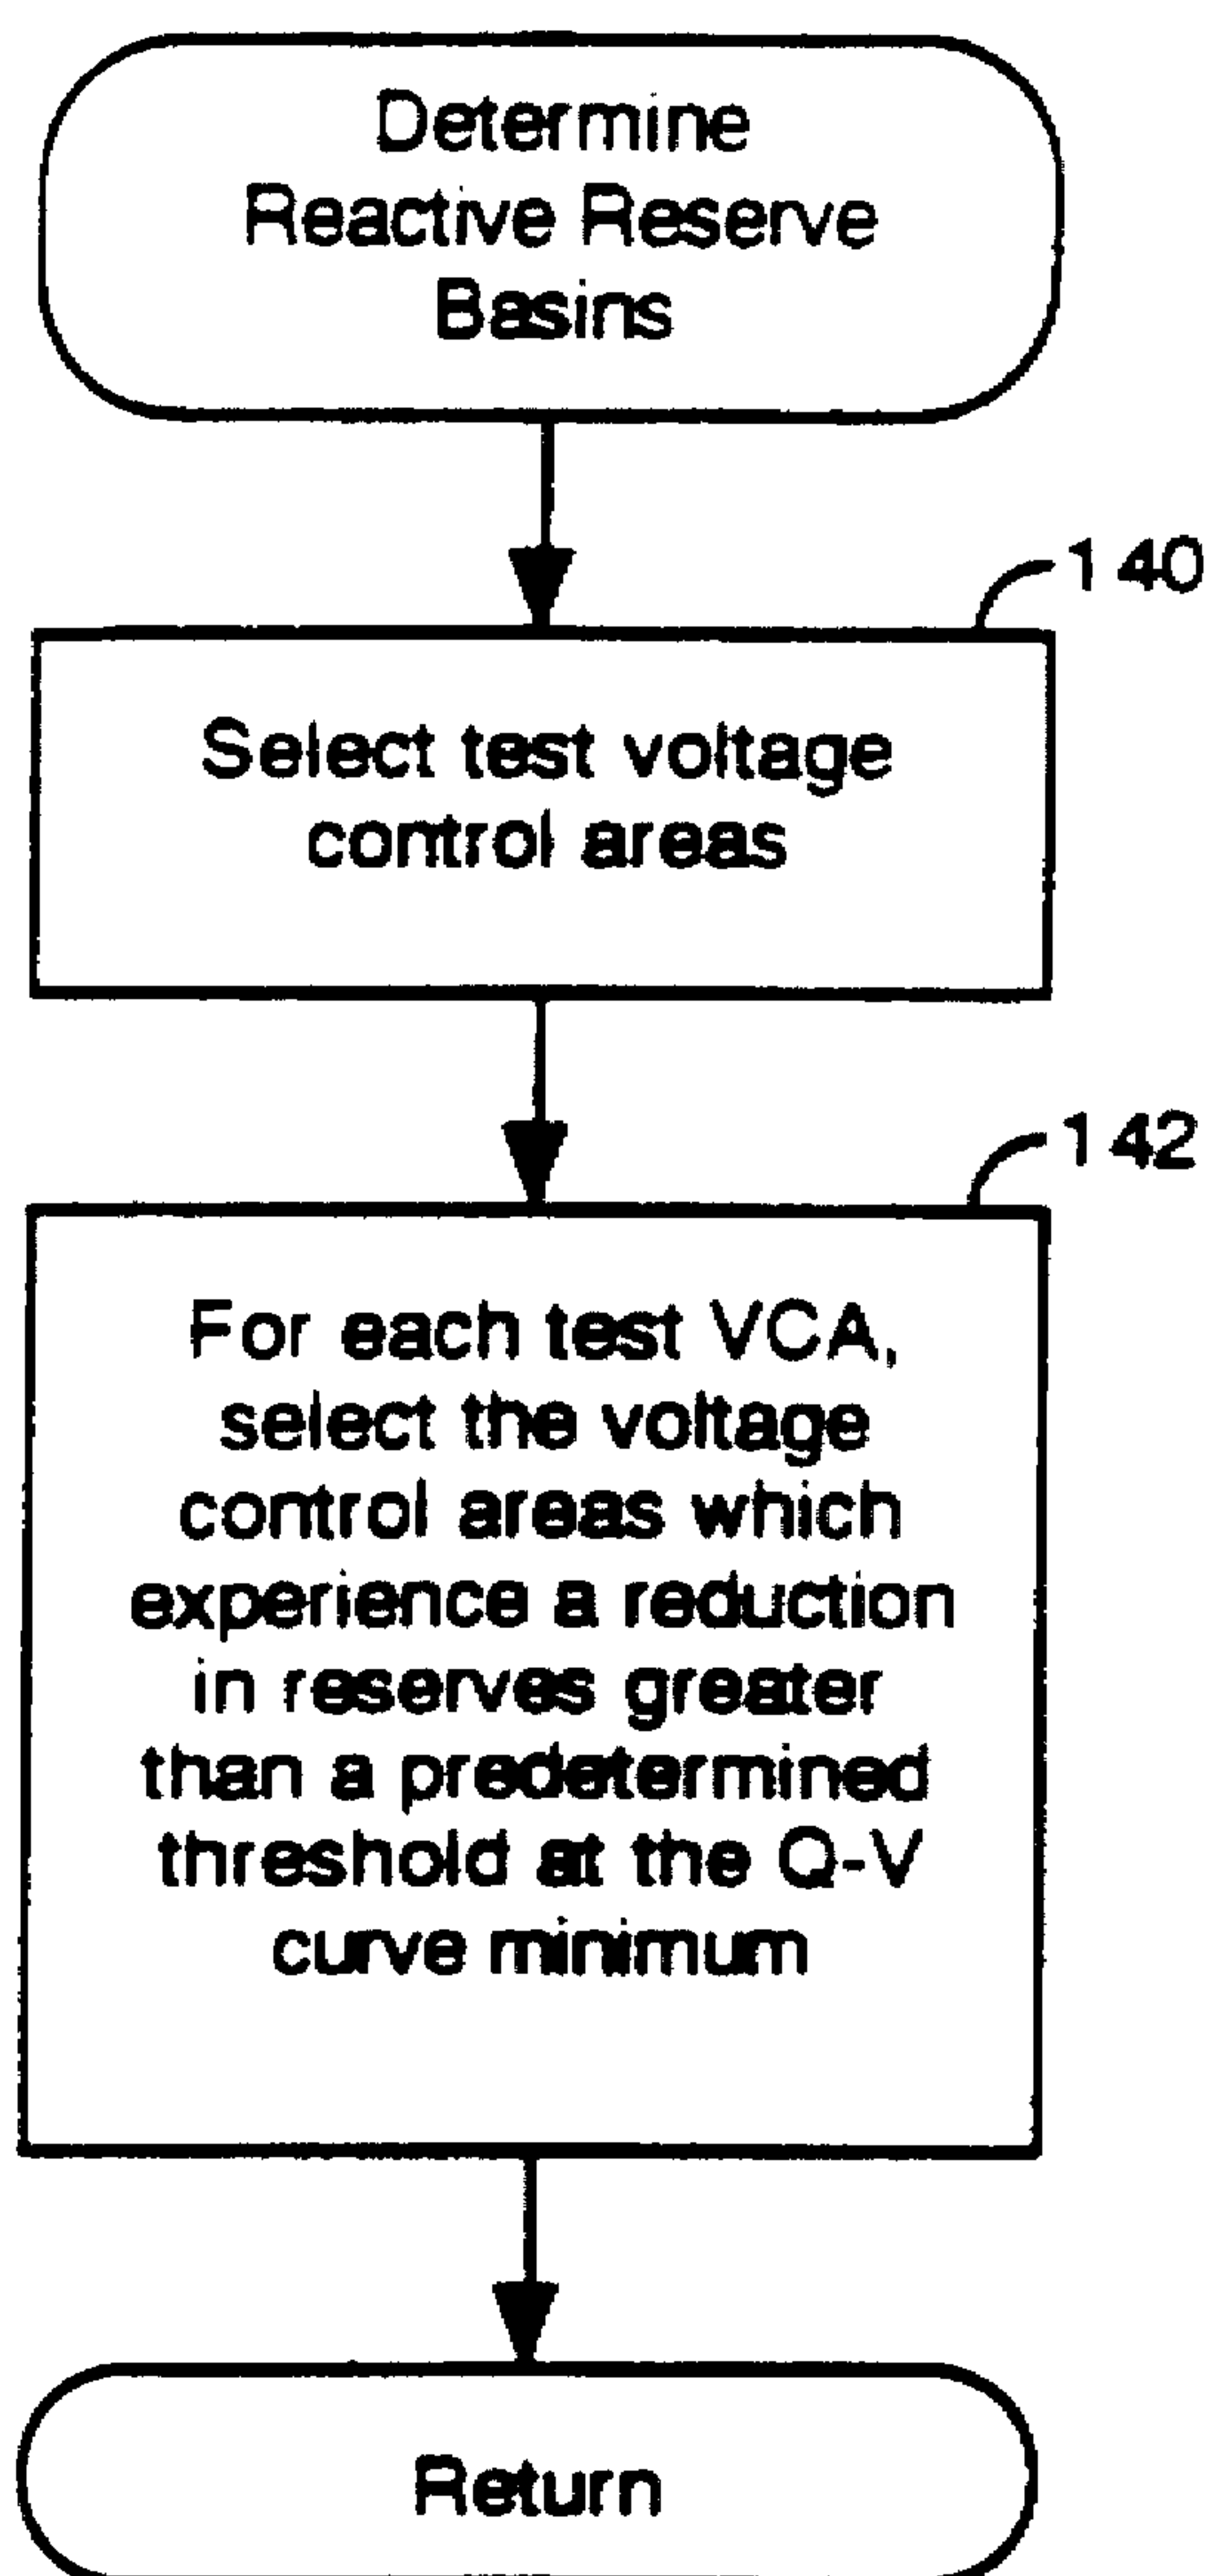 Determine
Reactive Reserve
Basins
140
Select test voltage
control areas
142
For each test VCA,
select the voltage
control areas which
experience a reduction
in reserves greater
than a predetermined
threshold at the Q-V
curve minimum
Return